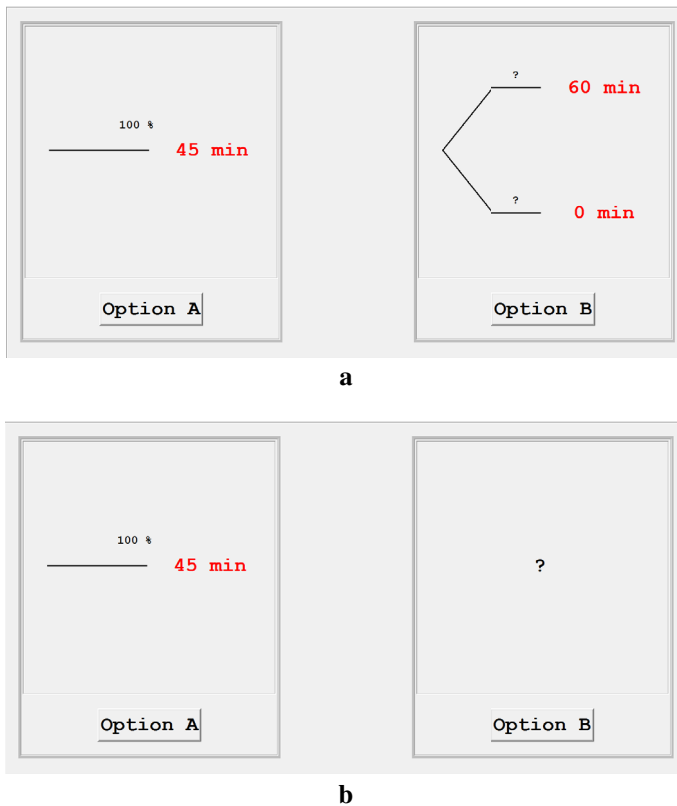 ?
100 % 60 min
45 min
? 0 min
Option A Option B
a
100 %
45 min ?
Option A Option B
b